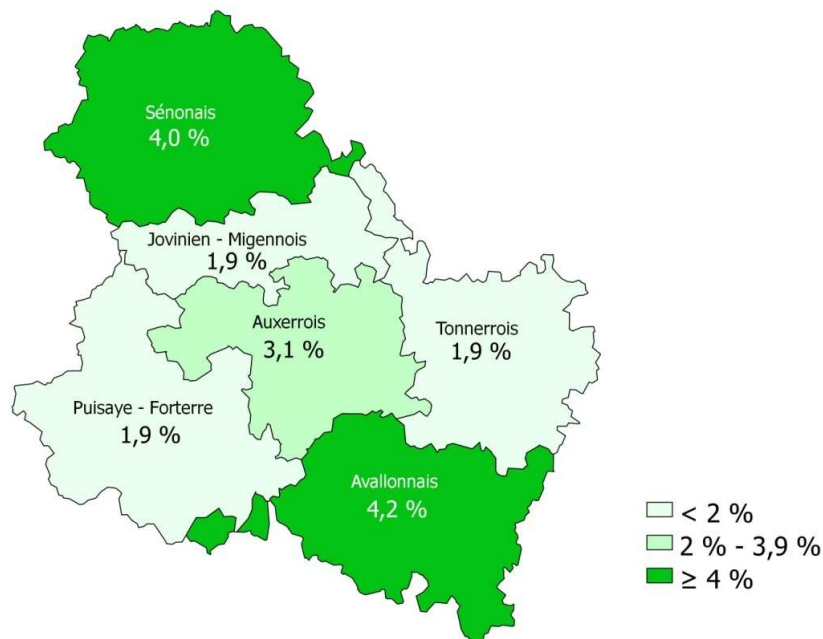 Sénonais
4,0 %
Jovinien - Migennois
1,9 %
Auxerrois
3,1 %
Tonnerrois
1,9 %
Puisaye - Forterre
1,9 %
Avallonnais
4,2 %
< 2 %
2 % - 3,9 %
≥ 4 %